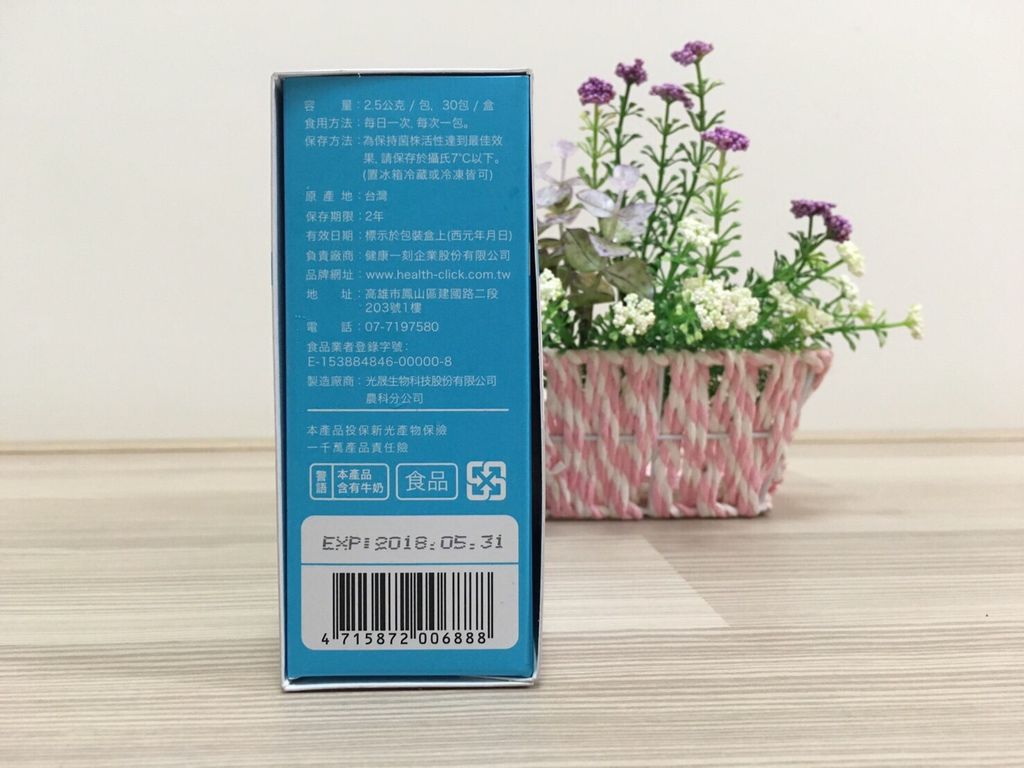 容 量：2.5公克 / 包, 30包 / 盒
食用方法：每日一次, 每次一包。
保存方法：為保持菌株活性達到最佳效
果, 請保存於攝氏7°C以下。
(置冰箱冷藏或冷凍皆可)
原 產 地：台灣
保存期限：2年
有效日期：標示於包裝盒上(西元年月日)
負責廠商：健康一刻企業股份有限公司
品牌網址：www.health-click.com.tw
地 址：高雄市鳳山區建國路二段
203號1樓
電 話：07-7197580
食品業者登錄字號：
E-153884846-00000-8
製造廠商：光晟生物科技股份有限公司
農科分公司
本產品投保新光產物保險
一千萬產品責任險
警語 本產品
含有牛奶
食品
EXP:2018.05.31
4 715872 006888